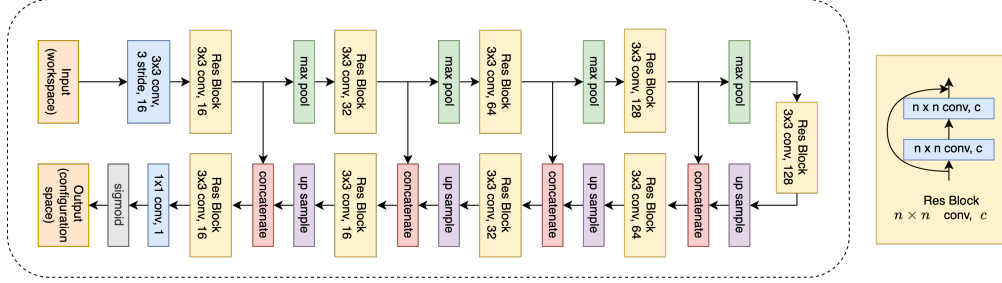 Input
(workspace)
3x3 conv,
3 stride, 16
Res Block
3x3 conv, 16
max pool
Res Block
3x3 conv, 32
max pool
Res Block
3x3 conv, 64
max pool
Res Block
3x3 conv, 128
max pool
Res Block
3x3 conv, 128
up sample
concatenate
Res Block
3x3 conv, 64
up sample
concatenate
Res Block
3x3 conv, 32
up sample
concatenate
Res Block
3x3 conv, 16
up sample
concatenate
Res Block
3x3 conv, 16
1x1 conv, 1
sigmoid
Output
(configuration
space)
n x n conv, c
n x n conv, c
Res Block
n × n conv, c